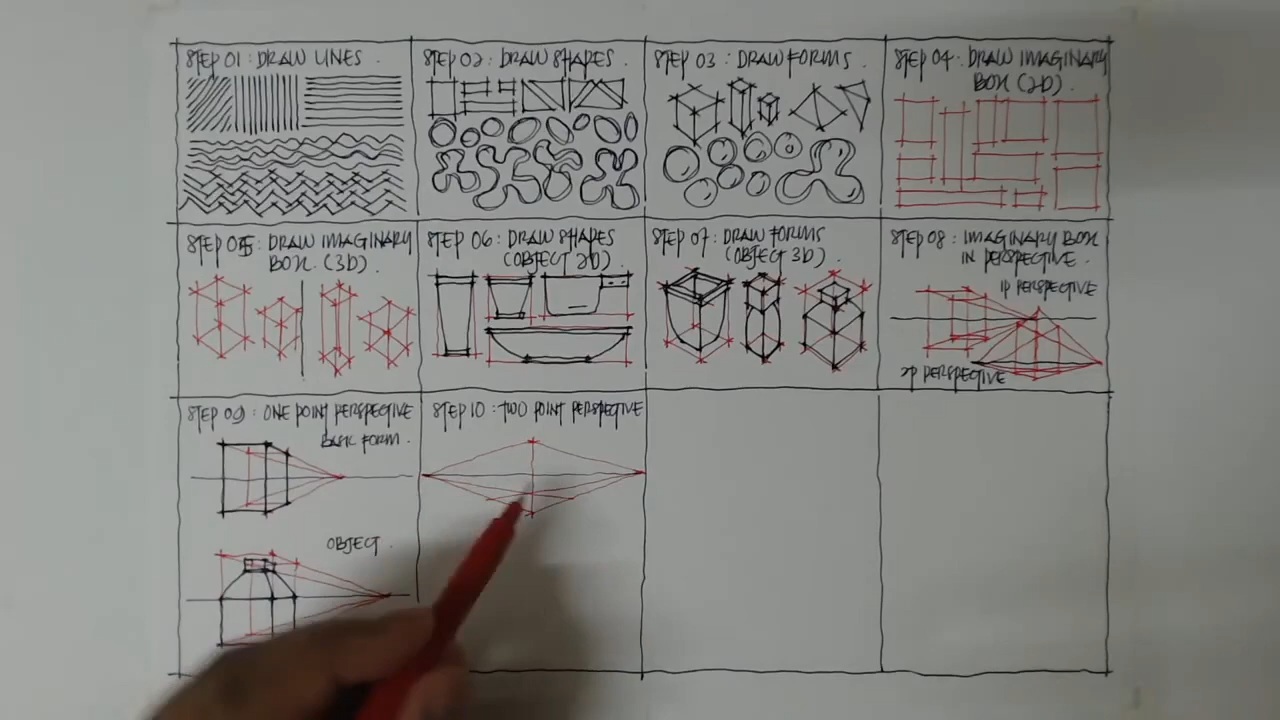 STEP 01 : DRAW LINES .
STEP 02 : DRAW SHAPES .
STEP 03 : DRAW FORMS .
STEP 04 : DRAW IMAGINARY
BOX (2D) .
STEP 05 : DRAW IMAGINARY
BOX (3D) .
STEP 06 : DRAW SHAPES
(OBJECT 2D) .
STEP 07 : DRAW FORMS
(OBJECT 3D) .
STEP 08 : IMAGINARY BOX
IN PERSPECTIVE .
1P PERSPECTIVE
2P PERSPECTIVE
STEP 09 : ONE POINT PERSPECTIVE
BASIC FORM .
OBJECT .
STEP 10 : TWO POINT PERSPECTIVE